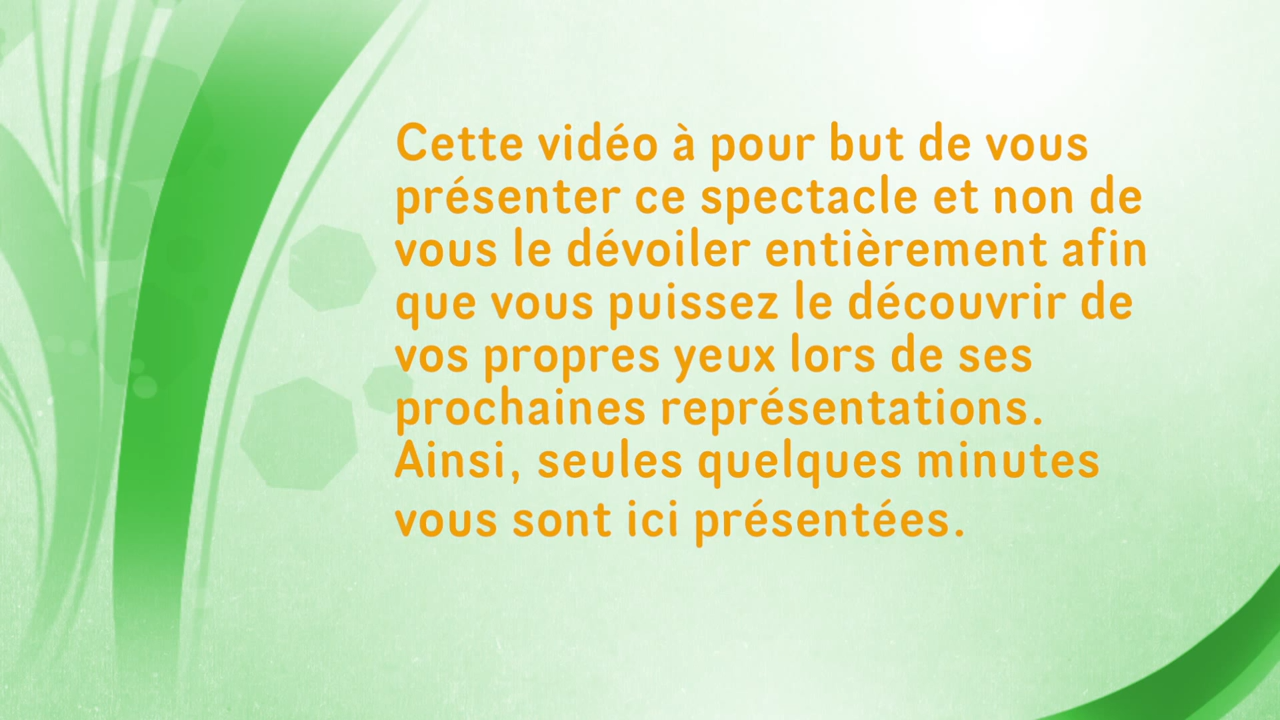 Cette vidéo à pour but de vous
présenter ce spectacle et non de
vous le dévoiler entièrement afin
que vous puissez le découvrir de
vos propres yeux lors de ses
prochaines représentations.
Ainsi, seules quelques minutes
vous sont ici présentées.